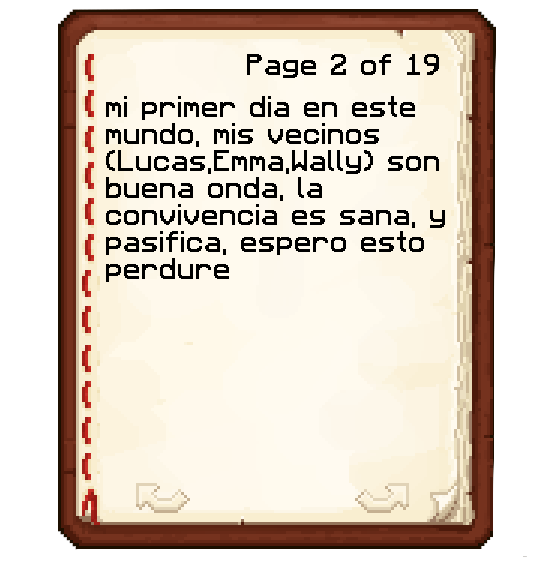 Page 2 of 19
mi primer dia en este
mundo, mis vecinos
(Lucas,Emma,Wally) son
buena onda, la
convivencia es sana, y
pasifica, espero esto
perdure